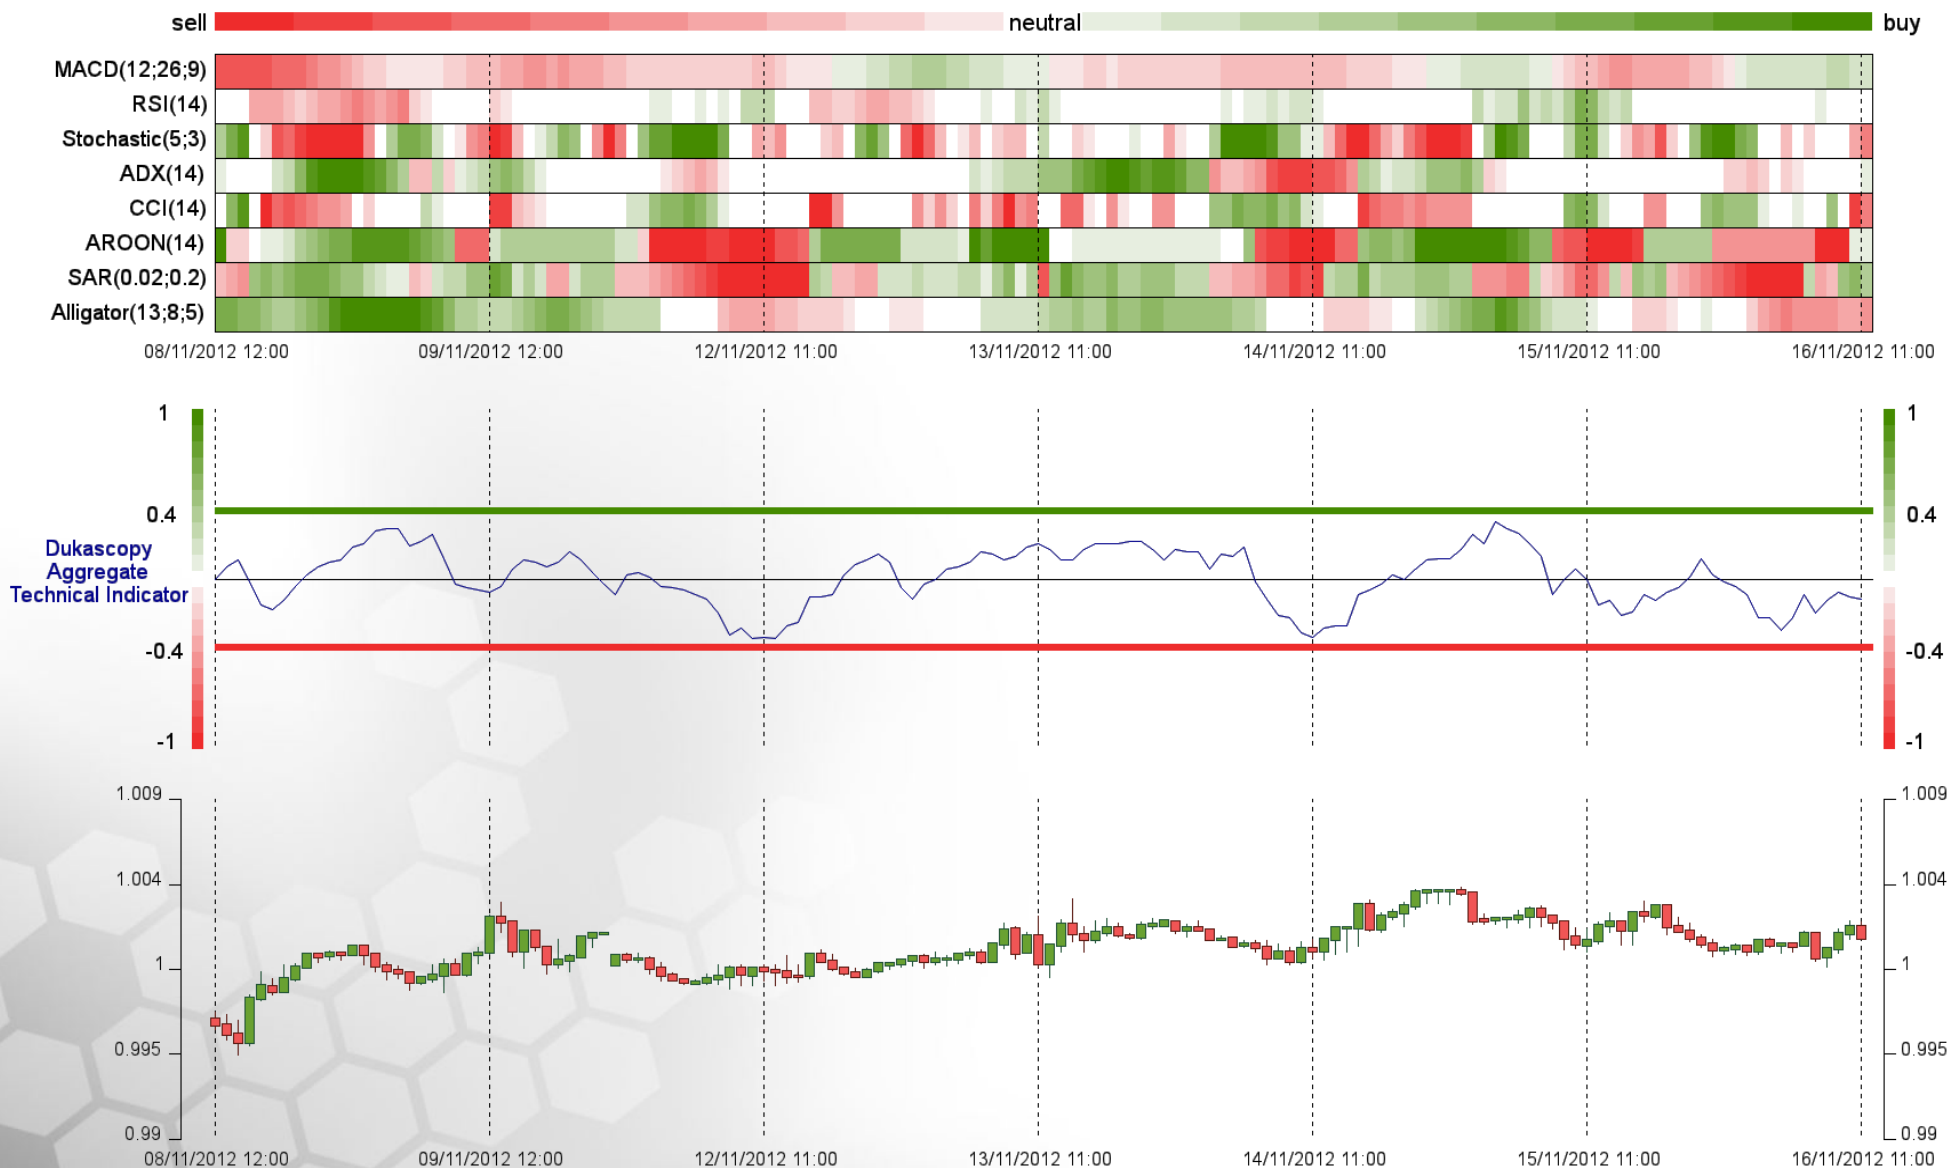 sell neutral buy
MACD(12;26;9)
RSI(14)
Stochastic(5;3)
ADX(14)
CCI(14)
AROON(14)
SAR(0.02;0.2)
Alligator(13;8;5)
08/11/2012 12:00 09/11/2012 12:00 12/11/2012 11:00 13/11/2012 11:00 14/11/2012 11:00 15/11/2012 11:00 16/11/2012 11:00
1 1
0.4 0.4
Dukascopy
Aggregate
Technical Indicator
-0.4 -0.4
-1 -1
1.009 1.009
1.004 1.004
1 1
0.995 0.995
0.99 0.99
08/11/2012 12:00 09/11/2012 12:00 12/11/2012 11:00 13/11/2012 11:00 14/11/2012 11:00 15/11/2012 11:00 16/11/2012 11:00